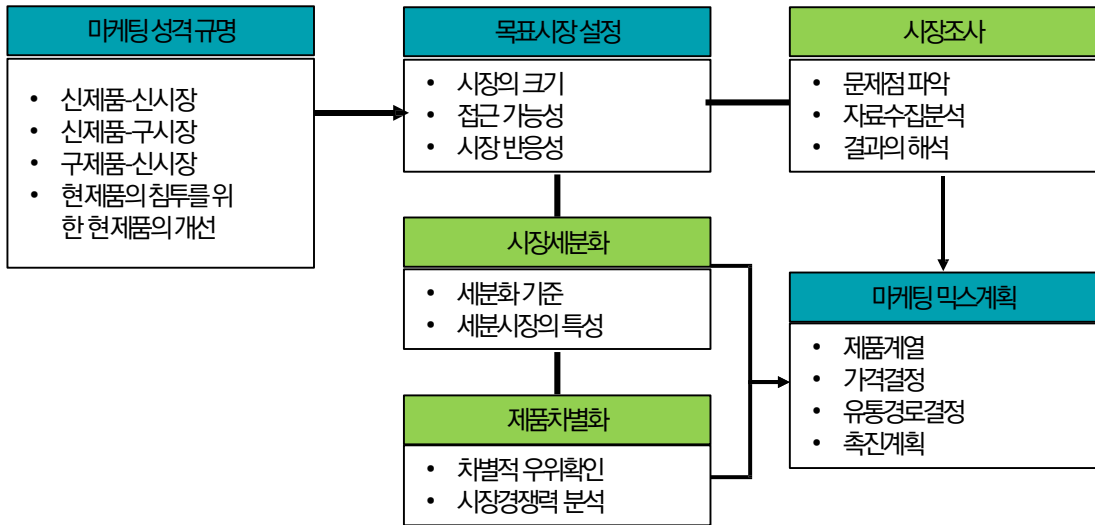 마케팅 성격 규명
• 신제품-신시장
• 신제품-구시장
• 구제품-신시장
• 현제품의 침투를 위
한 현제품의 개선
목표시장 설정
• 시장의 크기
• 접근 가능성
• 시장 반응성
시장조사
• 문제점 파악
• 자료수집분석
• 결과의 해석
시장세분화
• 세분화 기준
• 세분시장의 특성
제품차별화
• 차별적 우위확인
• 시장경쟁력 분석
마케팅 믹스계획
• 제품계열
• 가격결정
• 유통경로결정
• 촉진계획